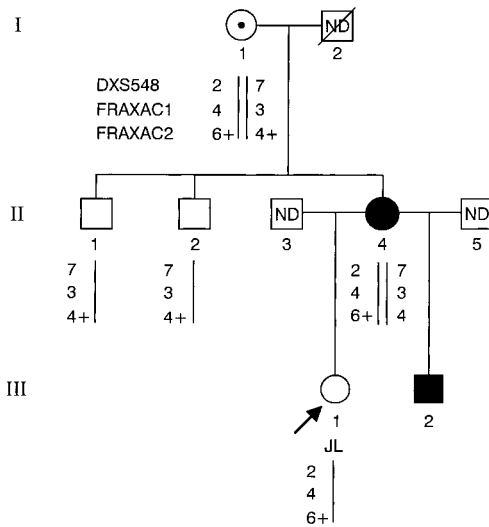 I
ND
1 2
DXS548 2 7
FRAXAC1 4 3
FRAXAC2 6+ 4+
II
ND ND
1 2 3 4 5
7 7 2 7
3 3 4 3
4+ 4+ 6+ 4
III
1 2
JL
2
4
6+